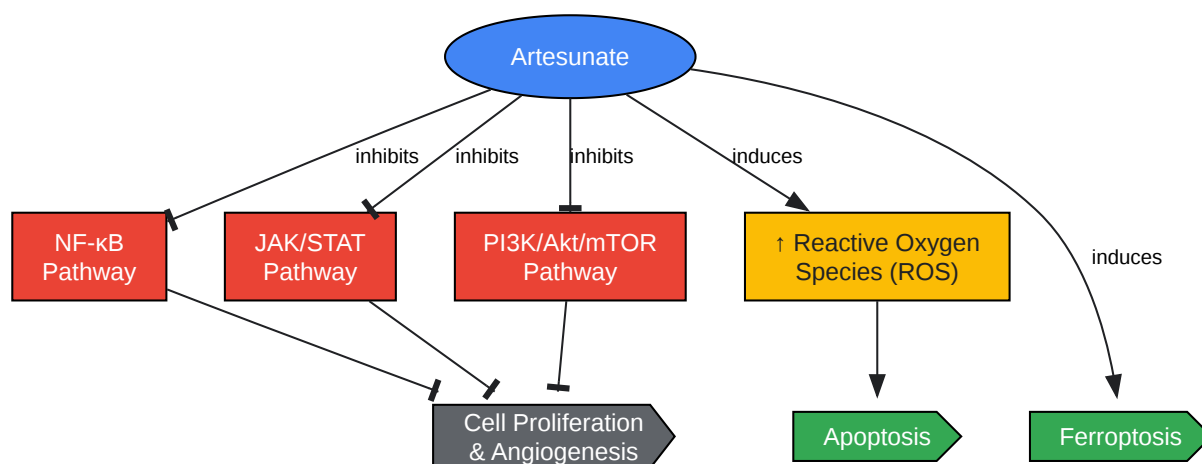 Artesunate
inhibits
inhibits
inhibits
induces
NF-κB
Pathway
JAK/STAT
Pathway
PI3K/Akt/mTOR
Pathway
↑ Reactive Oxygen
Species (ROS)
induces
Cell Proliferation
& Angiogenesis
Apoptosis
Ferroptosis